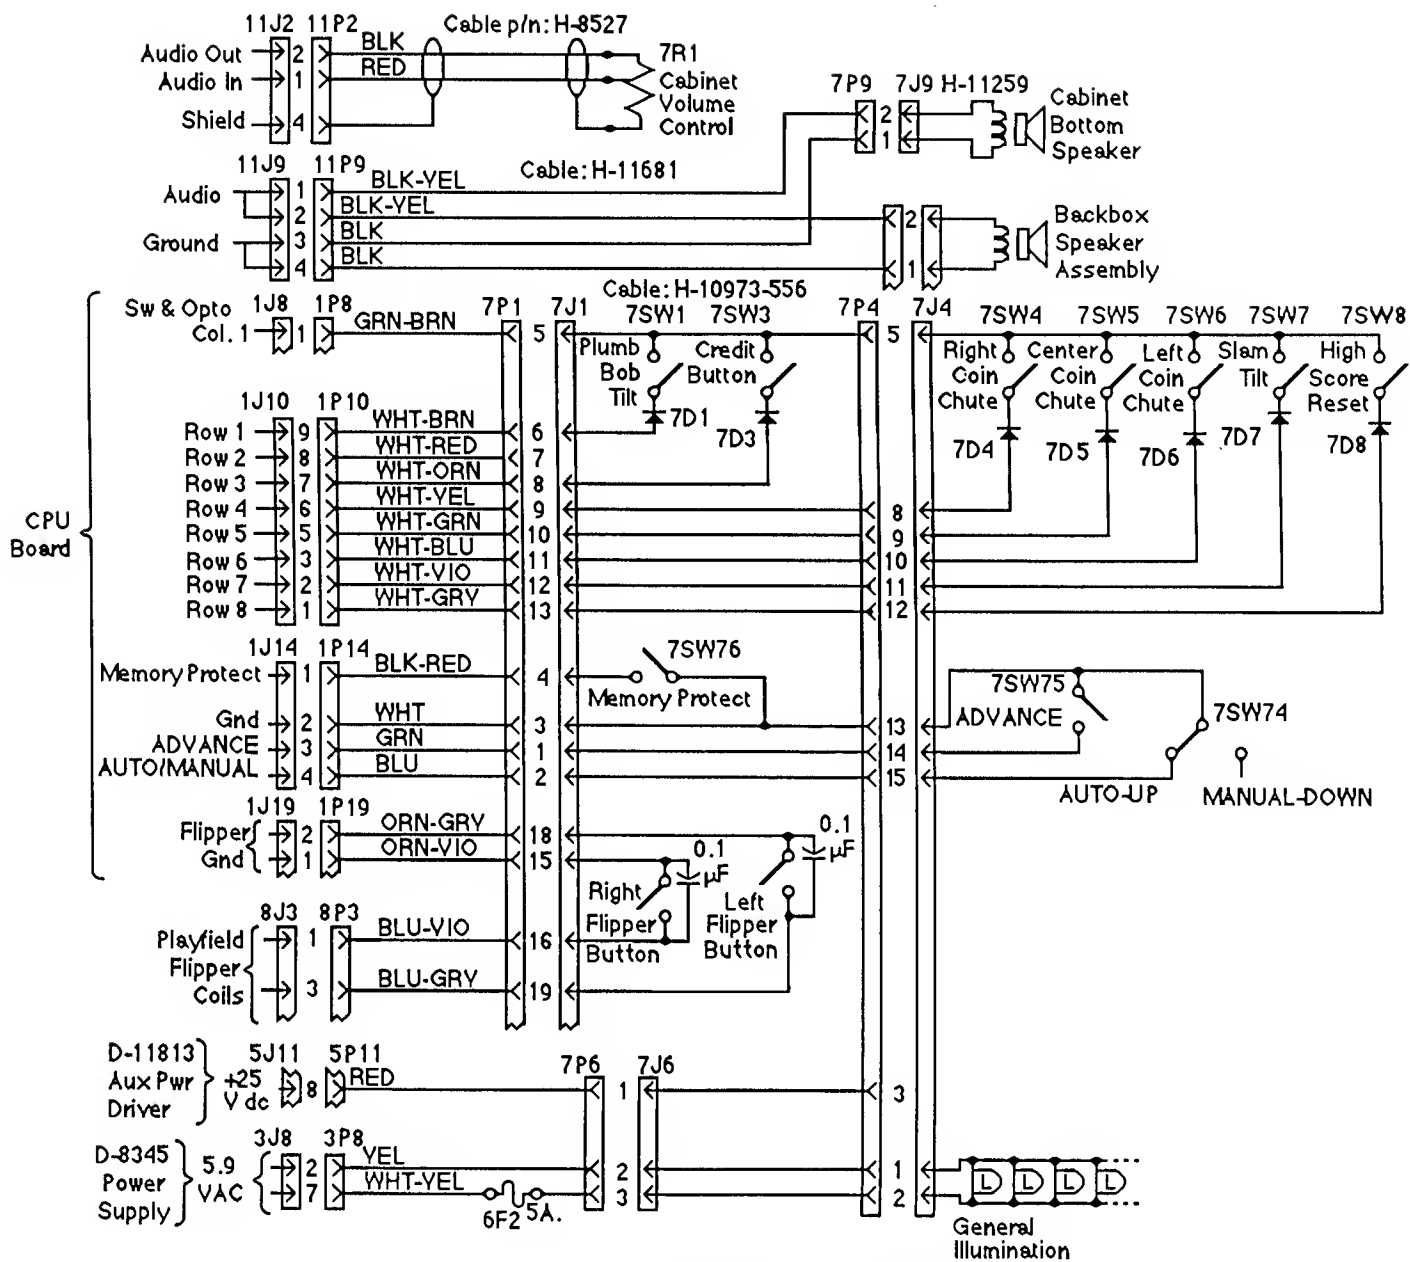 11J2 11P2 Cable p/n: H-8527
Audio Out 2 BLK
Audio In 1 RED
Shield 4
7R1
Cabinet
Volume
Control
7P9 7J9 H-11259
2
1
Cabinet
Bottom
Speaker
11J9 11P9 Cable: H-11681
Audio 1 BLK-YEL
2 BLK-YEL
Ground 3 BLK
4 BLK
2
1
Backbox
Speaker
Assembly
Cable: H-10973-556
Sw & Opto
Col. 1
1J8 1P8
1 GRN-BRN
7P1 7J1 7SW1 7SW3 7P4 7J4 7SW4 7SW5 7SW6 7SW7 7SW8
5 5
Plumb
Bob
Tilt
Credit
Button
Right
Coin
Chute
Center
Coin
Chute
Left
Coin
Chute
Slam
Tilt
High
Score
Reset
7D1 7D3 7D4 7D5 7D6 7D7 7D8
CPU
Board
1J10 1P10
Row 1 9 WHT-BRN 6
Row 2 8 WHT-RED 7
Row 3 7 WHT-ORN 8
Row 4 6 WHT-YEL 9 8
Row 5 5 WHT-GRN 10 9
Row 6 3 WHT-BLU 11 10
Row 7 2 WHT-VIO 12 11
Row 8 1 WHT-GRY 13 12
1J14 1P14
Memory Protect 1 BLK-RED 4
7SW76
Memory Protect
Gnd 2 WHT 3 13
ADVANCE 3 GRN 1 14
AUTO/MANUAL 4 BLU 2 15
7SW75
ADVANCE
7SW74
AUTO-UP MANUAL-DOWN
1J19 1P19
Flipper 2 ORN-GRY 18
Gnd 1 ORN-VIO 15
0.1
µF
0.1
µF
Right
Flipper
Button
Left
Flipper
Button
8J3 8P3
Playfield
Flipper
Coils
1 BLU-VIO 16
3 BLU-GRY 19
D-11813
Aux Pwr
Driver
+25
V dc
5J11 5P11
8 RED
7P6 7J6
1 3
D-8345
Power
Supply
5.9
VAC
3J8 3P8
2 YEL 2 1
7 WHT-YEL 3 2
6F2 5A.
L L L L
General
Illumination